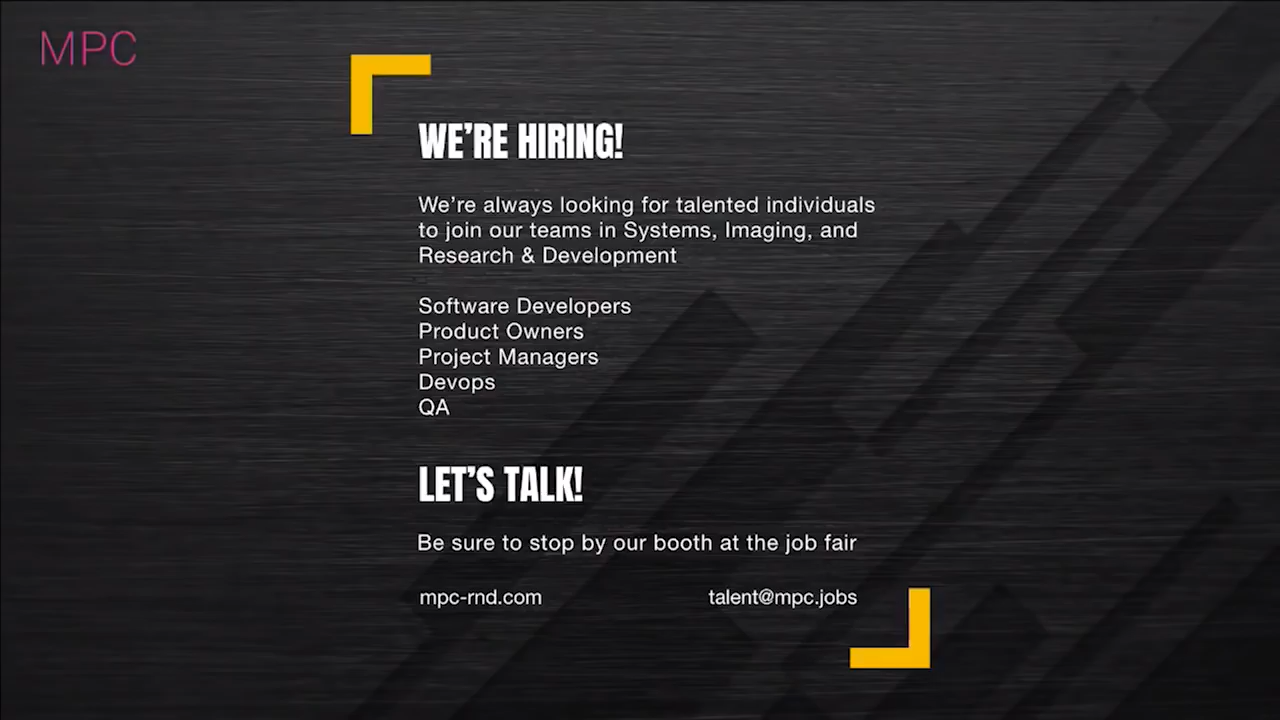 MPC
WE’RE HIRING!
We’re always looking for talented individuals
to join our teams in Systems, Imaging, and
Research & Development
Software Developers
Product Owners
Project Managers
Devops
QA
LET’S TALK!
Be sure to stop by our booth at the job fair
mpc-rnd.com talent@mpc.jobs